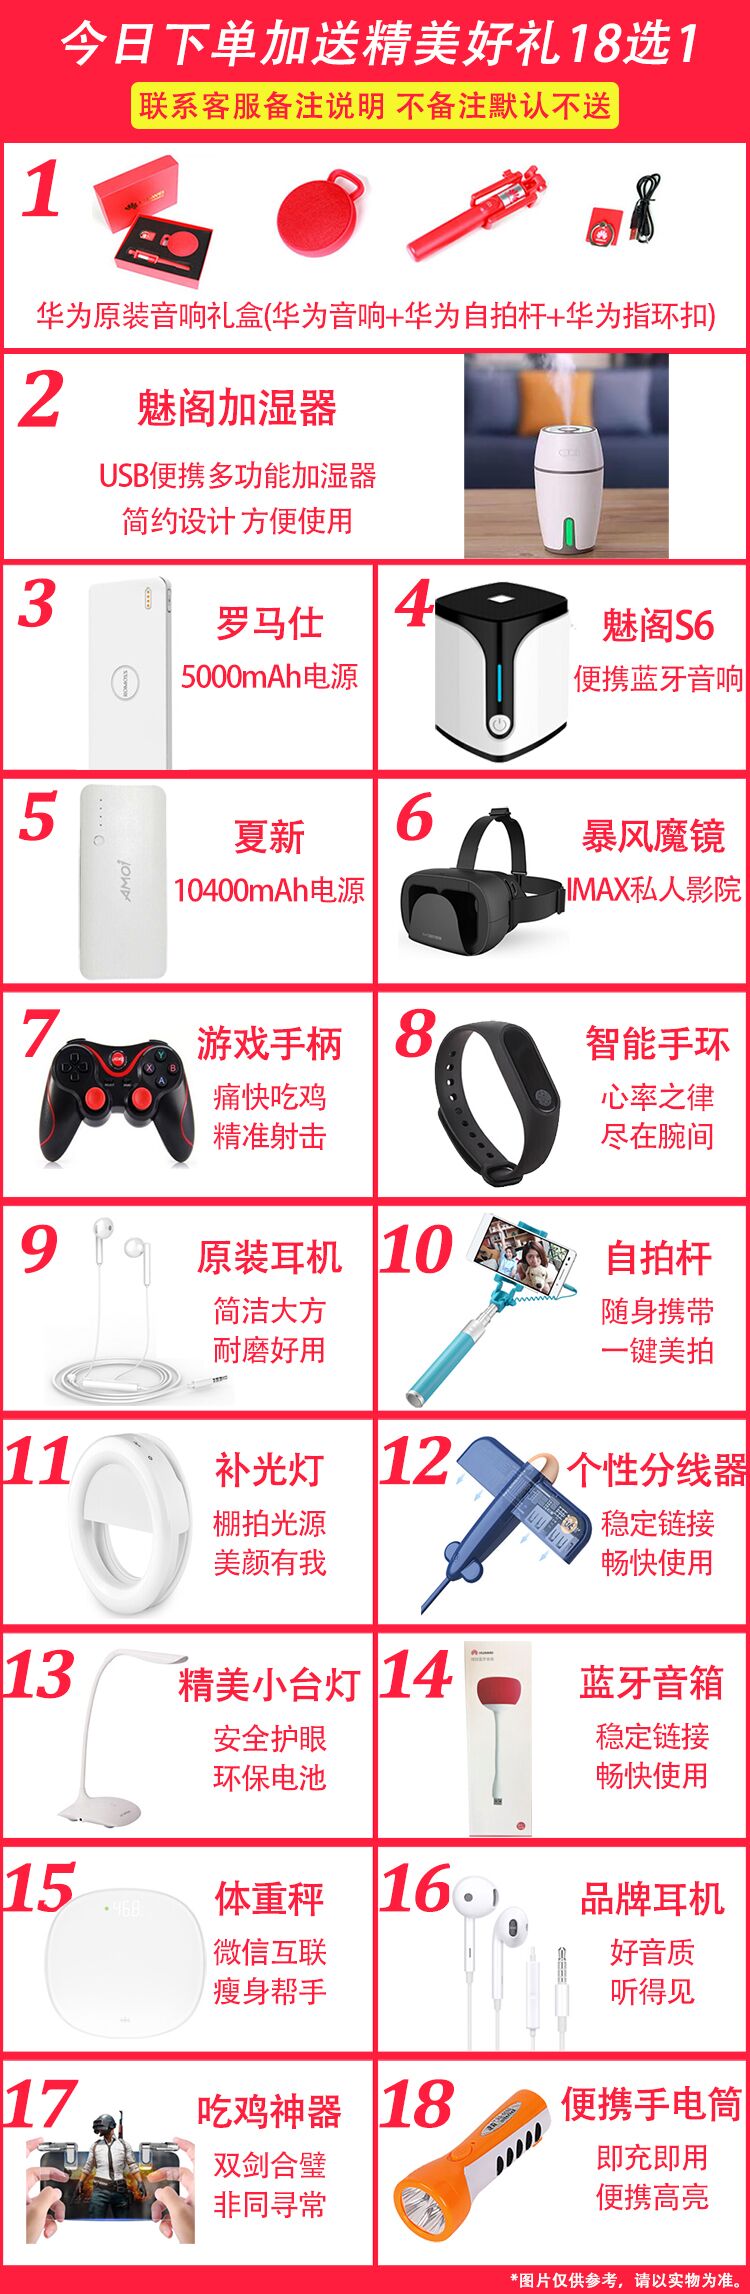 今日下单加送精美好礼18选1
联系客服备注说明 不备注默认不送
1
华为原装音响礼盒(华为音响+华为自拍杆+华为指环扣)
2
魅阁加湿器
USB便携多功能加湿器
简约设计 方便使用
3
罗马仕
5000mAh电源
ROMOSS
4
魅阁S6
便携蓝牙音响
5
夏新
10400mAh电源
AMOI
6
暴风魔镜
IMAX私人影院
7
游戏手柄
痛快吃鸡
精准射击
Y
X
B
A
8
智能手环
心率之律
尽在腕间
9
原装耳机
简洁大方
耐磨好用
10
自拍杆
随身携带
一键美拍
11
补光灯
棚拍光源
美颜有我
12
个性分线器
稳定链接
畅快使用
13
精美小台灯
安全护眼
环保电池
14
HUAWEI
蓝牙音箱
稳定链接
畅快使用
15
468
体重秤
微信互联
瘦身帮手
16
品牌耳机
好音质
听得见
17
吃鸡神器
双剑合璧
非同寻常
18
便携手电筒
即充即用
便携高亮
*图片仅供参考，请以实物为准。